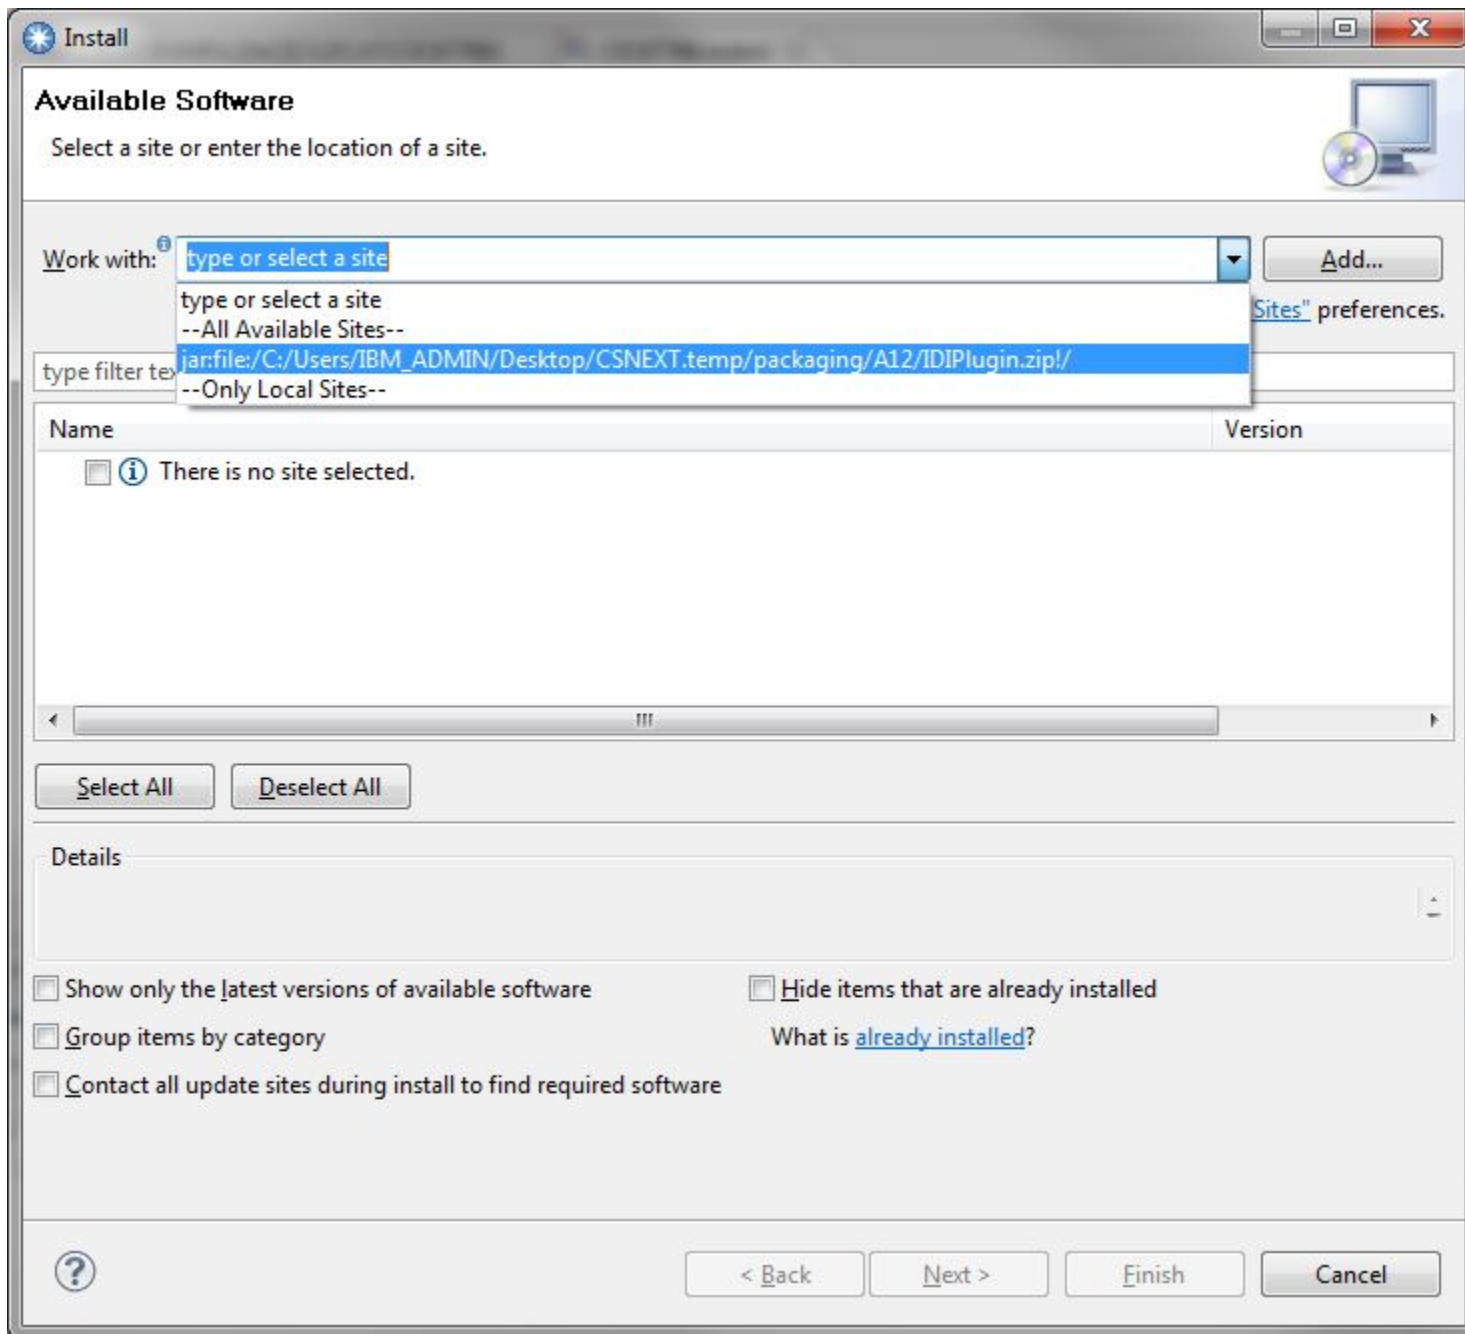 Install
Available Software
Select a site or enter the location of a site.
Work with: type or select a site Add...
type or select a site
--All Available Sites--
Sites" preferences.
jar:file:/C:/Users/IBM_ADMIN/Desktop/CSNEXT.temp/packaging/A12/IDIPlugin.zip!/
type filter tex
--Only Local Sites--
Name Version
There is no site selected.
Select All Deselect All
Details
Show only the latest versions of available software Hide items that are already installed
Group items by category What is already installed?
Contact all update sites during install to find required software
? < Back Next > Finish Cancel